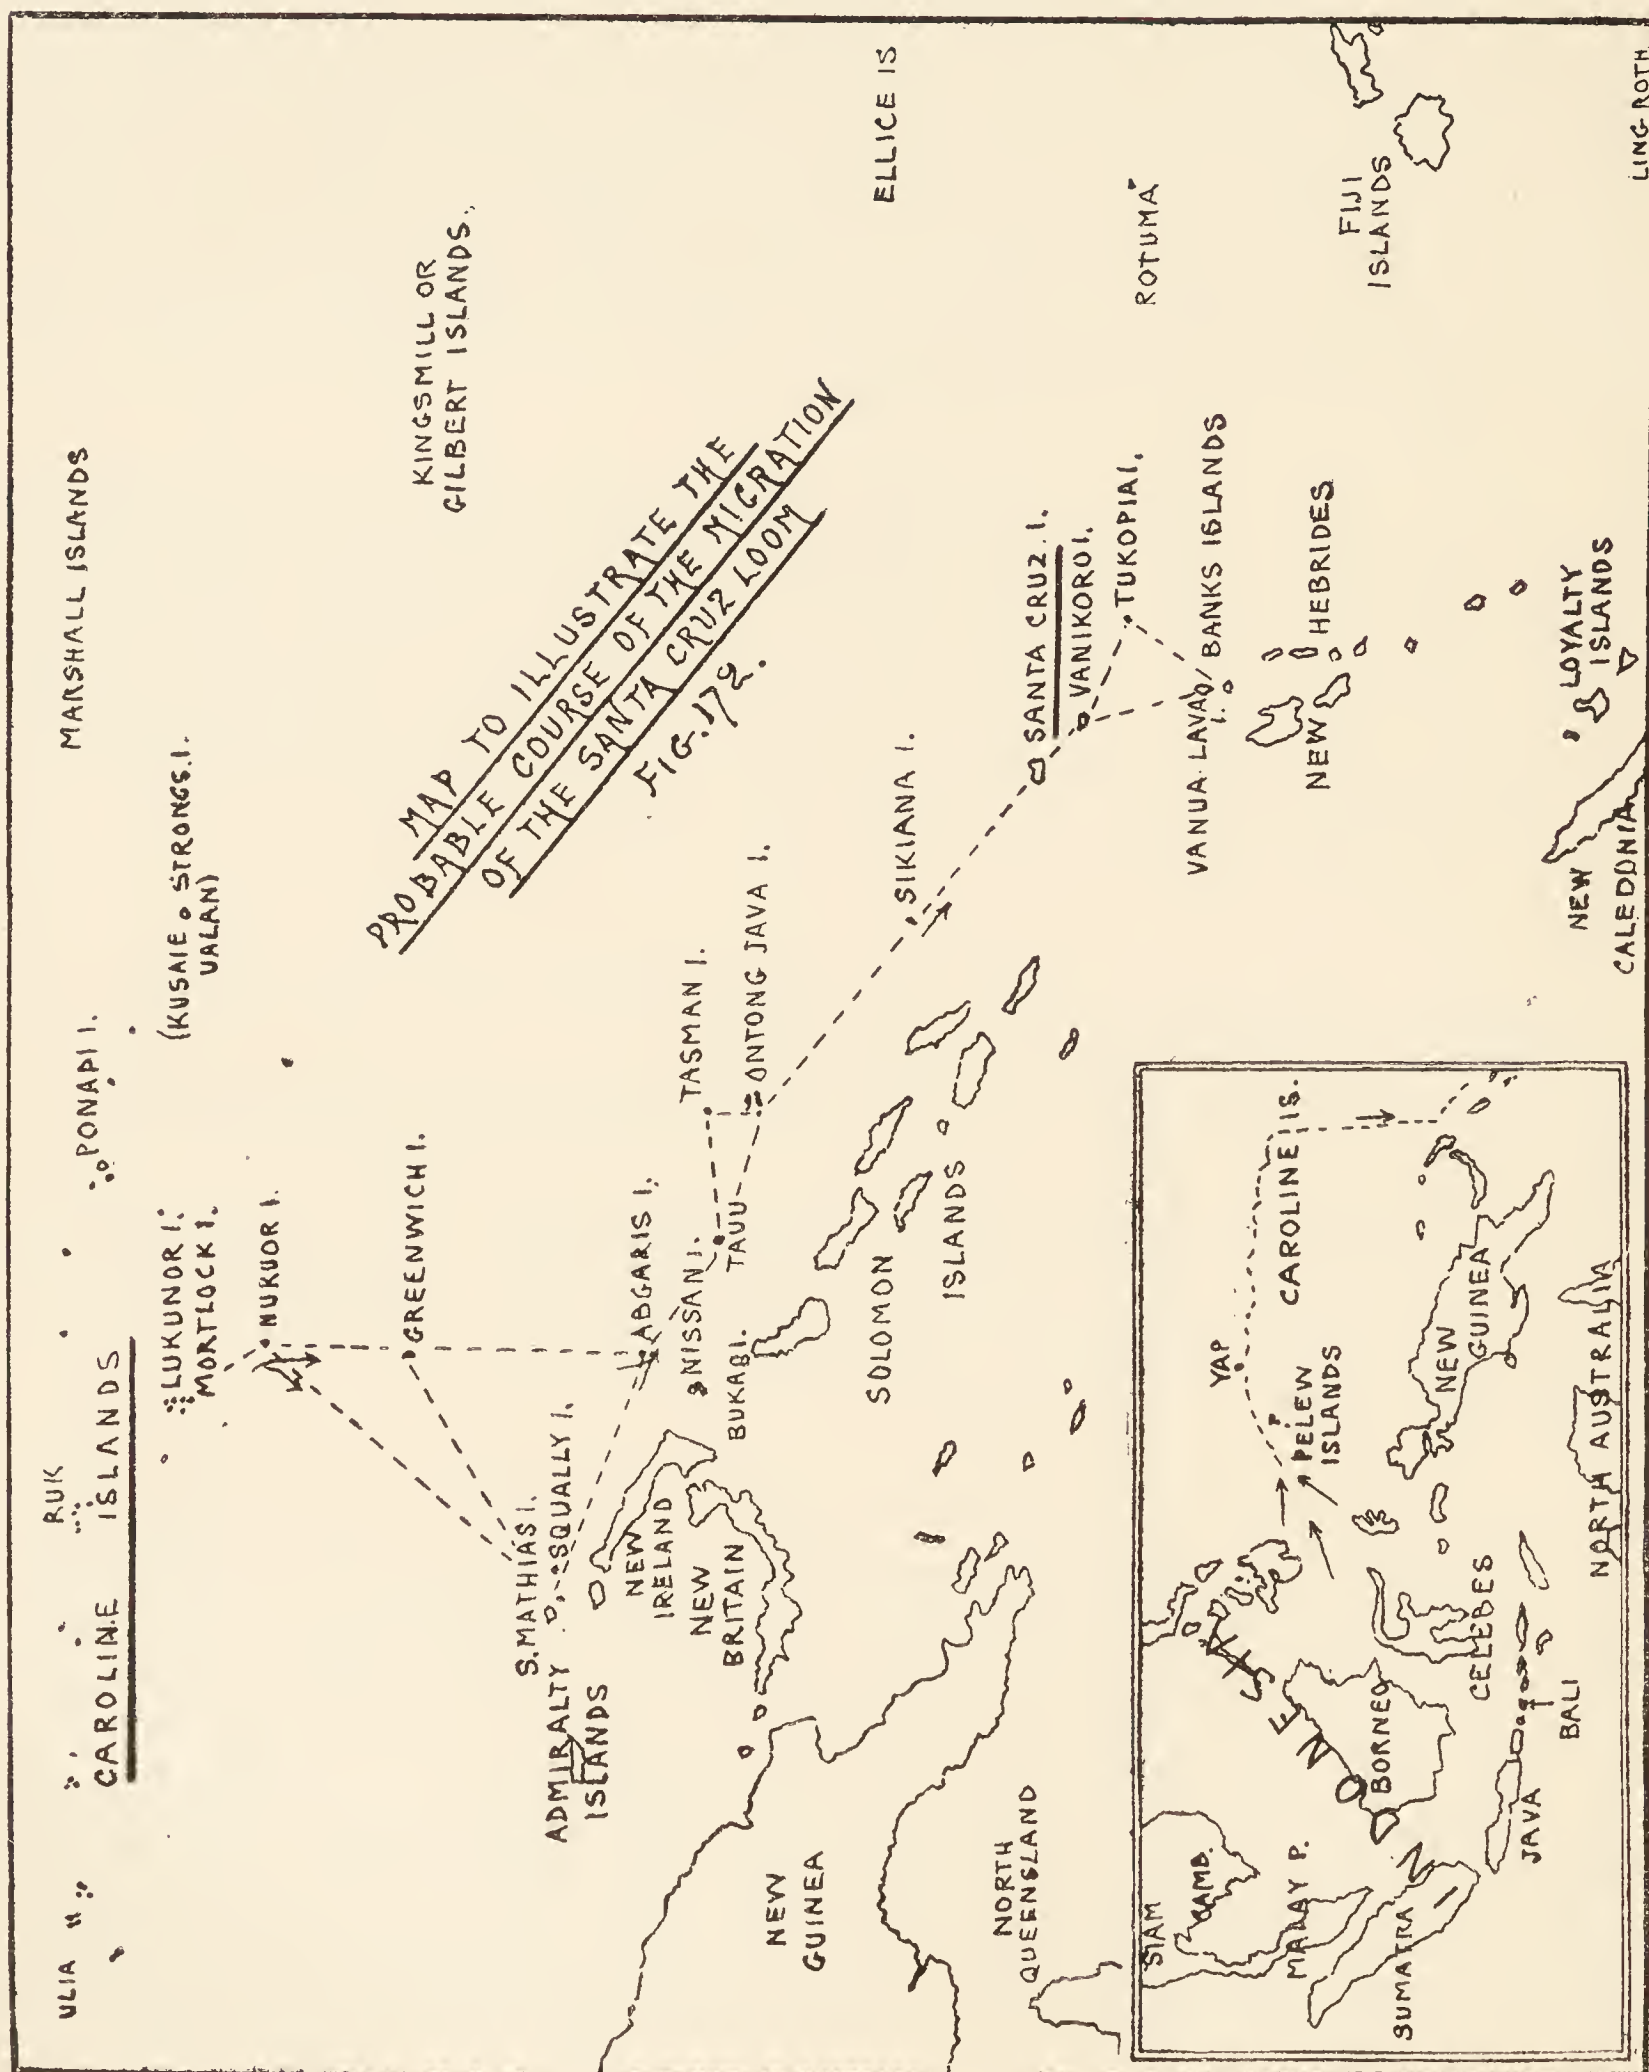 MAP TO ILLUSTRATE THE
PROBABLE COURSE OF THE MICRATION
OF THE SANTA CRUZ LOOM
FIG. 172.
ULIA
CAROLINE ISLANDS
RUK
PONAPI I.
MARSHALL ISLANDS
LUKUNOR I.
MORTLOCK I.
(KUSAIE STRONGS. I.
UALAN)
NUKUOR I.
GREENWICH I.
KINGSMILL OR
GILBERT ISLANDS.
S. MATHIAS I.
SQUALLY I.
ADMIRALTY
ISLANDS
ABGARIS I.
TASMAN I.
NISSAN I.
TAUU
ONTONG JAVA I.
BUKA I.
NEW
IRELAND
NEW
BRITAIN
SOLOMON
ISLANDS
SIKIANA I.
ELLICE IS
NEW
GUINEA
NORTH
QUEENSLAND
SANTA CRUZ. I.
VANIKORO I.
TUKOPIA I.
ROTUMA
VANUA LAVA
I.
BANKS ISLANDS
NEW HEBRIDES
FIJI
ISLANDS
LOYALTY
ISLANDS
NEW
CALEDONIA
LING ROTH
SIAM
CAMB.
MALAY P.
SUMATRA
INDONESIA
BORNEO
JAVA
BALI
CELEBES
YAP
PELEW
ISLANDS
?
CAROLINE IS.
NEW
GUINEA
NORTH AUSTRALIA